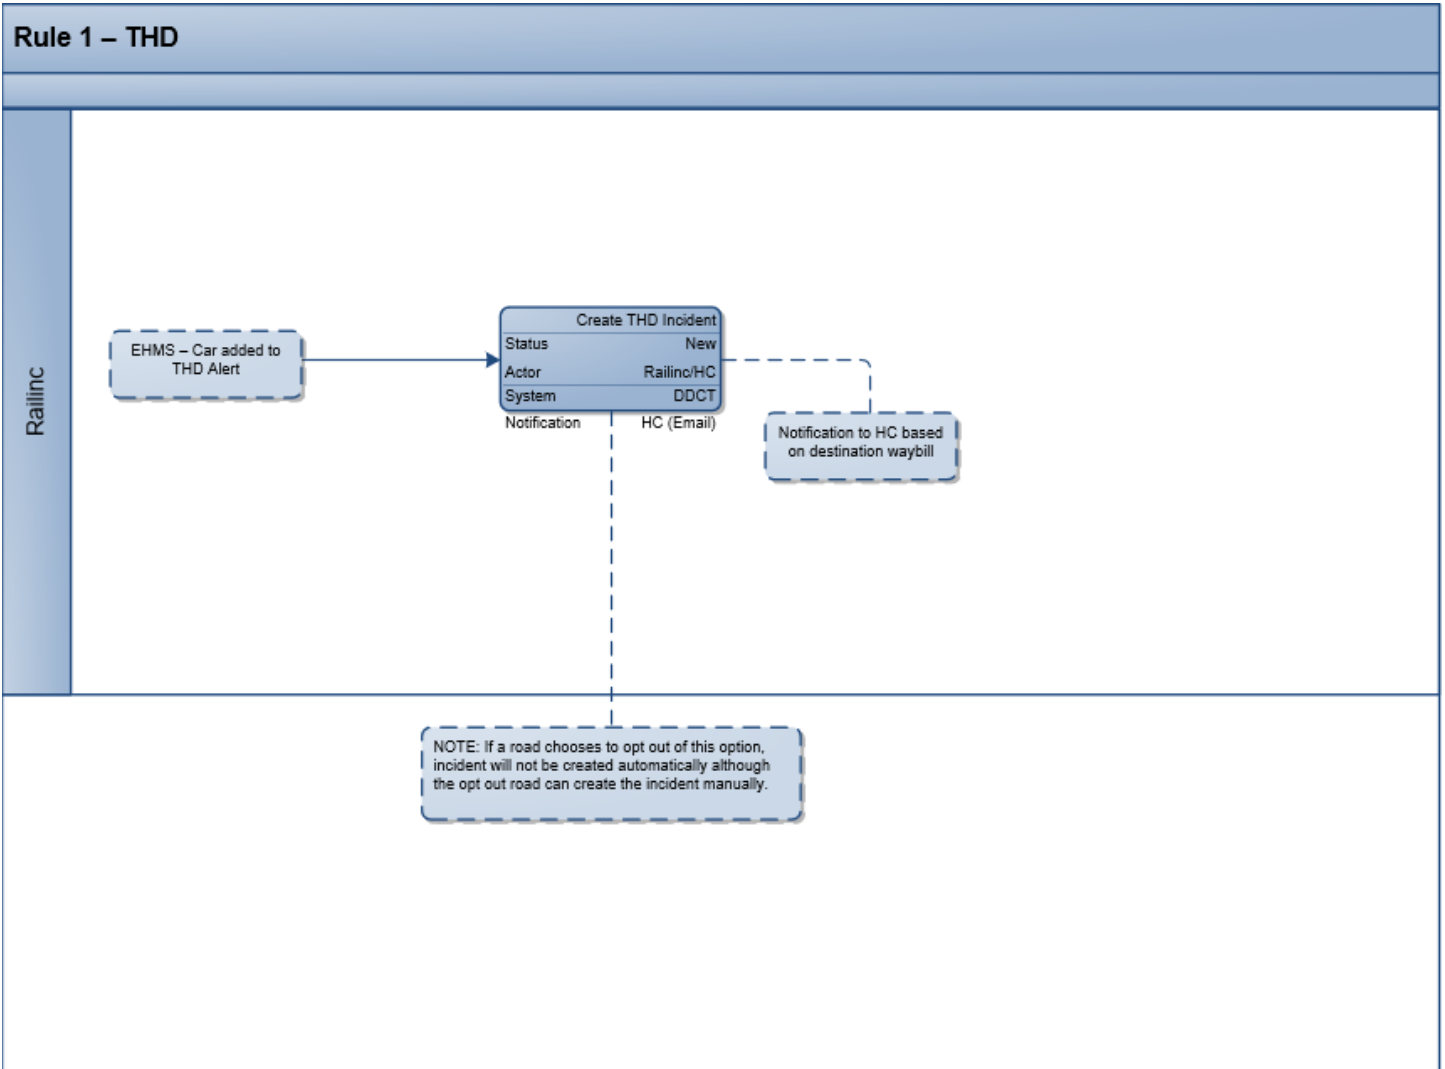 Rule 1 – THD
Railinc
EHMS – Car added to
THD Alert
Create THD Incident
Status New
Actor Railinc/HC
System DDCT
Notification HC (Email)
Notification to HC based
on destination waybill
NOTE: If a road chooses to opt out of this option,
incident will not be created automatically although
the opt out road can create the incident manually.